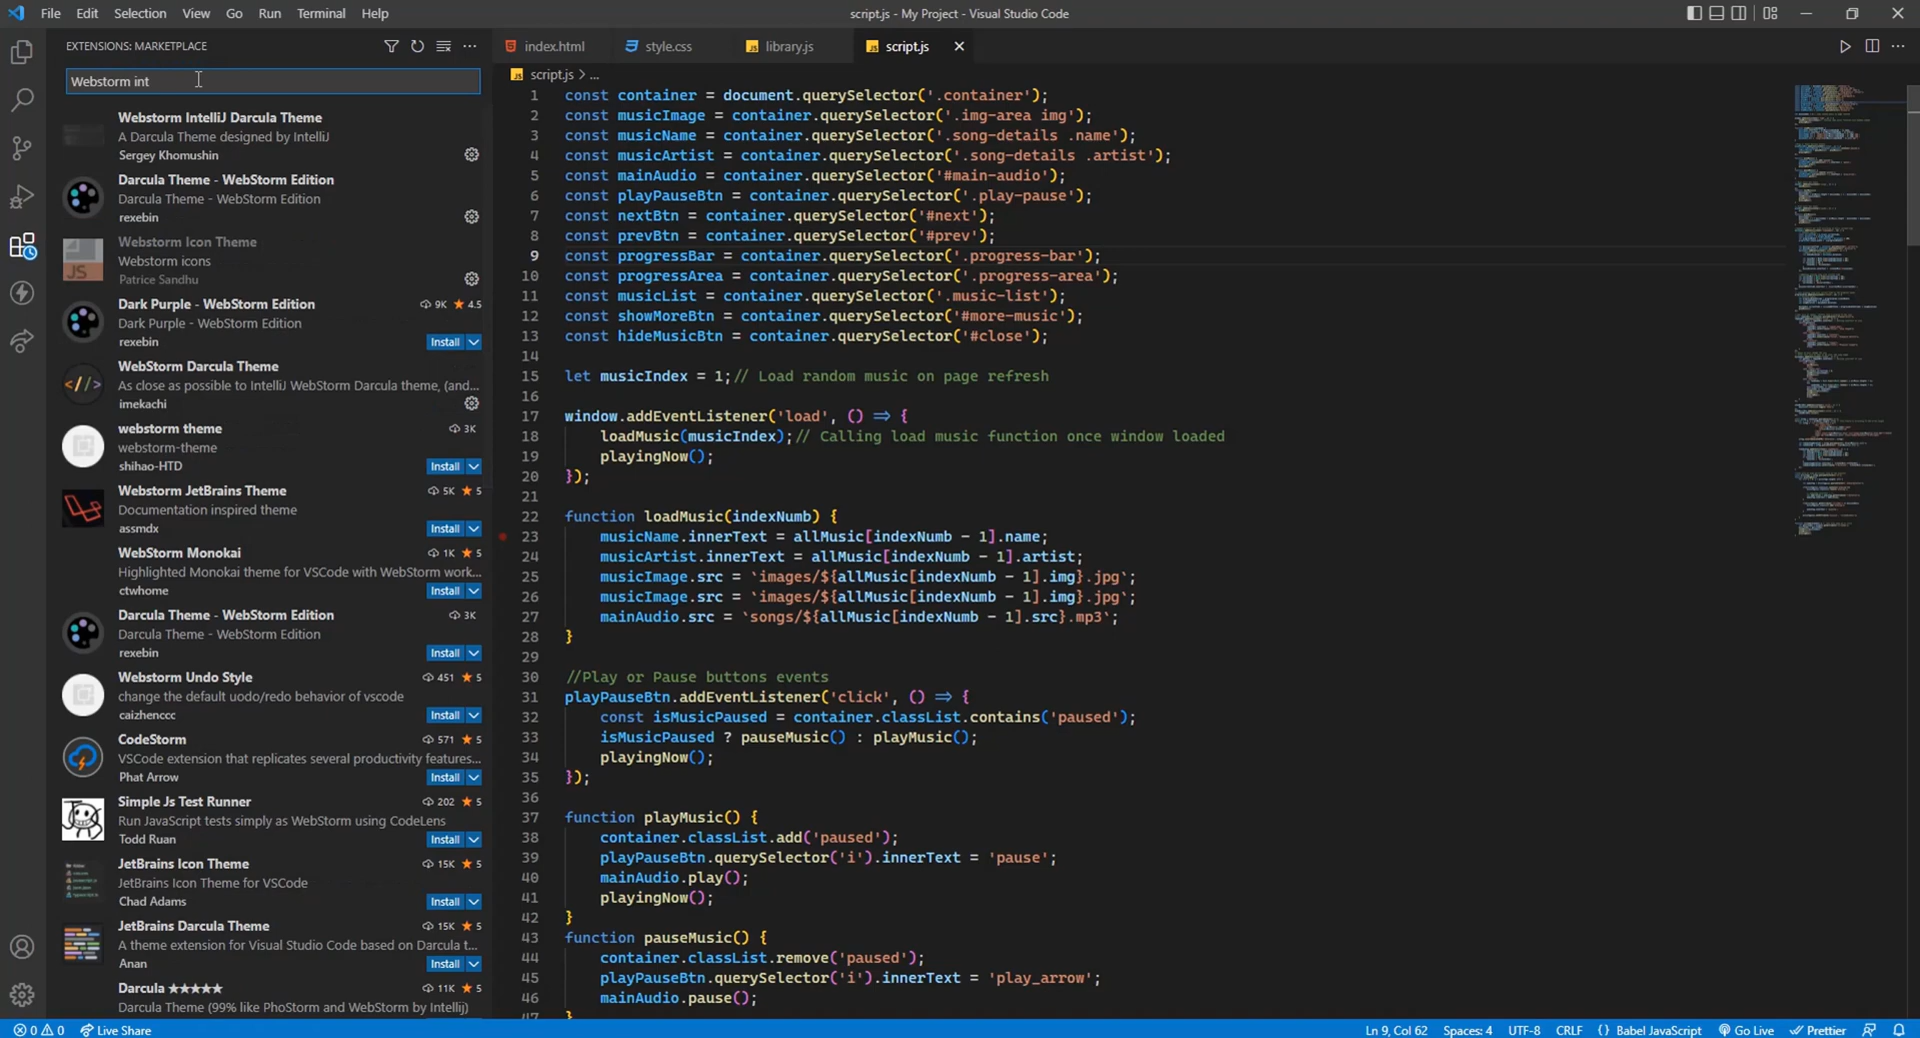 File Edit Selection View Go Run Terminal Help
script.js - My Project - Visual Studio Code
EXTENSIONS: MARKETPLACE
Webstorm int
Webstorm IntelliJ Darcula Theme
A Darcula Theme designed by IntelliJ
Sergey Khomushin
Darcula Theme - WebStorm Edition
Darcula Theme - WebStorm Edition
rexebin
Webstorm Icon Theme
Webstorm icons
Patrice Sandhu
JS
Dark Purple - WebStorm Edition 9K 4.5
Dark Purple - WebStorm Edition
rexebin Install
WebStorm Darcula Theme
As close as possible to IntelliJ WebStorm Darcula theme, (and...
imekachi
webstorm theme 3K
webstorm-theme
shihao-HTD Install
Webstorm JetBrains Theme 5K 5
Documentation inspired theme
assmdx Install
WebStorm Monokai 1K 5
Highlighted Monokai theme for VSCode with WebStorm work...
ctwhome Install
Darcula Theme - WebStorm Edition 3K
Darcula Theme - WebStorm Edition
rexebin Install
Webstorm Undo Style 451 5
change the default uodo/redo behavior of vscode
caizhenccc Install
CodeStorm 571 5
VSCode extension that replicates several productivity features...
Phat Arrow Install
Simple Js Test Runner 202 5
Run JavaScript tests simply as WebStorm using CodeLens
Todd Ruan Install
JetBrains Icon Theme 15K 5
JetBrains Icon Theme for VSCode
Chad Adams Install
JetBrains Darcula Theme 15K 5
A theme extension for Visual Studio Code based on Darcula t...
Anan Install
Darcula ★★★★★ 11K 5
Darcula Theme (99% like PhoStorm and WebStorm by Intellij)
index.html style.css JS library.js JS script.js
JS script.js > ...
1 const container = document.querySelector('.container');
2 const musicImage = container.querySelector('.img-area img');
3 const musicName = container.querySelector('.song-details .name');
4 const musicArtist = container.querySelector('.song-details .artist');
5 const mainAudio = container.querySelector('#main-audio');
6 const playPauseBtn = container.querySelector('.play-pause');
7 const nextBtn = container.querySelector('#next');
8 const prevBtn = container.querySelector('#prev');
9 const progressBar = container.querySelector('.progress-bar');
10 const progressArea = container.querySelector('.progress-area');
11 const musicList = container.querySelector('.music-list');
12 const showMoreBtn = container.querySelector('#more-music');
13 const hideMusicBtn = container.querySelector('#close');
14
15 let musicIndex = 1;// Load random music on page refresh
16
17 window.addEventListener('load', () => {
18 loadMusic(musicIndex);// Calling load music function once window loaded
19 playingNow();
20 });
21
22 function loadMusic(indexNumb) {
23 musicName.innerText = allMusic[indexNumb - 1].name;
24 musicArtist.innerText = allMusic[indexNumb - 1].artist;
25 musicImage.src = `images/${allMusic[indexNumb - 1].img}.jpg`;
26 musicImage.src = `images/${allMusic[indexNumb - 1].img}.jpg`;
27 mainAudio.src = `songs/${allMusic[indexNumb - 1].src}.mp3`;
28 }
29
30 //Play or Pause buttons events
31 playPauseBtn.addEventListener('click', () => {
32 const isMusicPaused = container.classList.contains('paused');
33 isMusicPaused ? pauseMusic() : playMusic();
34 playingNow();
35 });
36
37 function playMusic() {
38 container.classList.add('paused');
39 playPauseBtn.querySelector('i').innerText = 'pause';
40 mainAudio.play();
41 playingNow();
42 }
43 function pauseMusic() {
44 container.classList.remove('paused');
45 playPauseBtn.querySelector('i').innerText = 'play_arrow';
46 mainAudio.pause();
47 }
0 0 Live Share
Ln 9, Col 62 Spaces: 4 UTF-8 CRLF {} Babel JavaScript Go Live Prettier